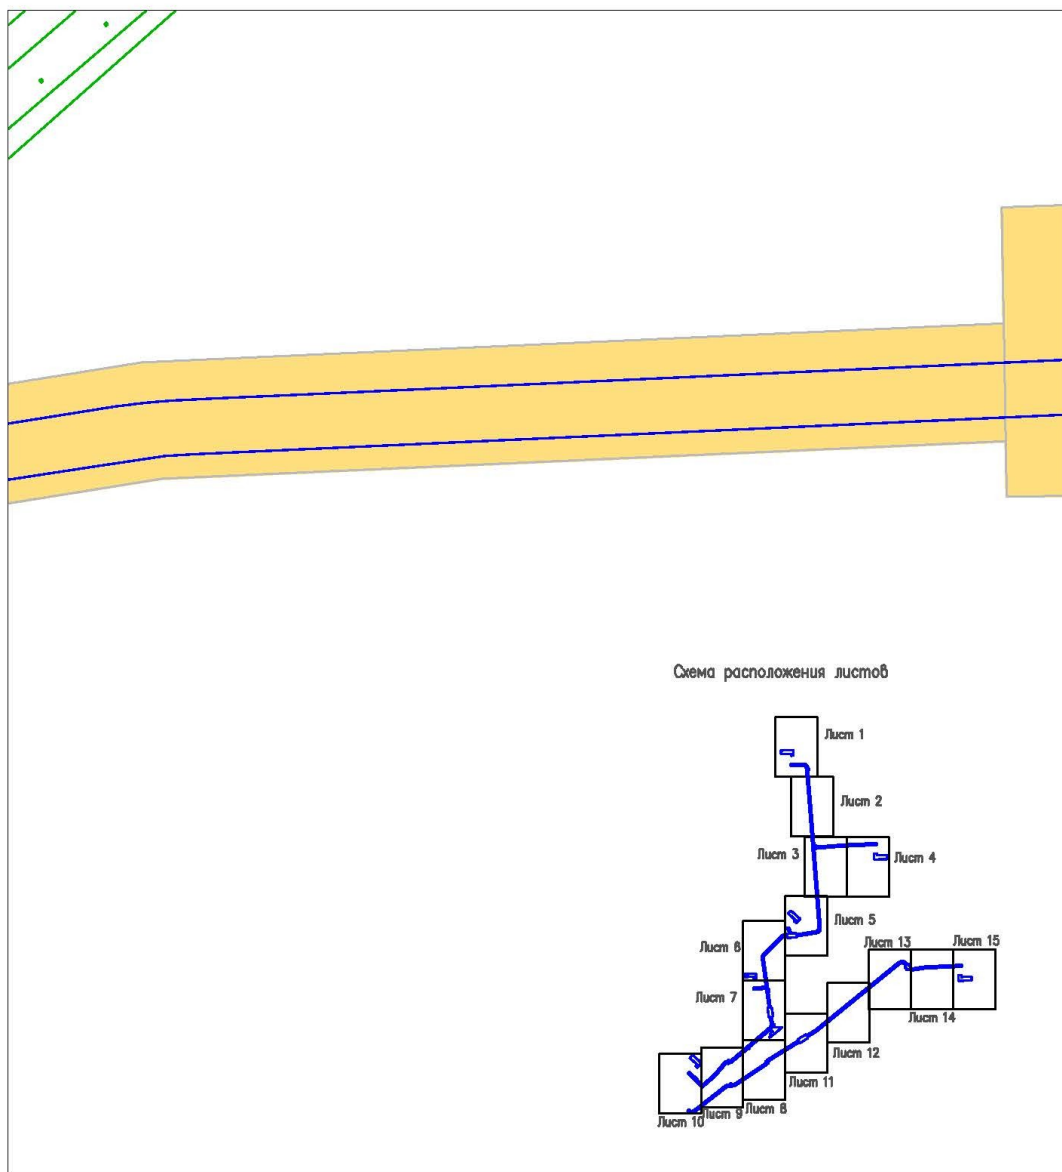 Схема расположения листов
Лист 1
Лист 2
Лист 3
Лист 4
Лист 5
Лист 6
Лист 13
Лист 15
Лист 7
Лист 14
Лист 12
Лист 11
Лист 8
Лист 9
Лист 10